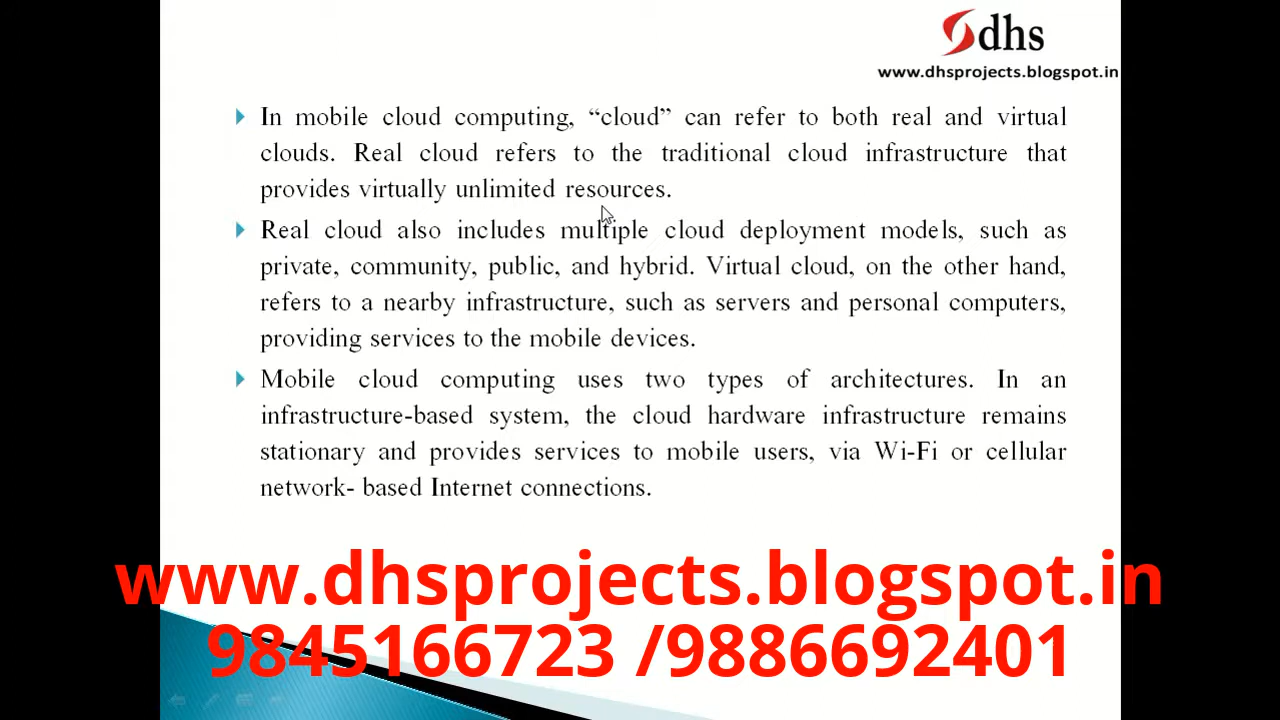 dhs
www.dhsprojects.blogspot.in
In mobile cloud computing, “cloud” can refer to both real and virtual
clouds. Real cloud refers to the traditional cloud infrastructure that
provides virtually unlimited resources.
Real cloud also includes multiple cloud deployment models, such as
private, community, public, and hybrid. Virtual cloud, on the other hand,
refers to a nearby infrastructure, such as servers and personal computers,
providing services to the mobile devices.
Mobile cloud computing uses two types of architectures. In an
infrastructure-based system, the cloud hardware infrastructure remains
stationary and provides services to mobile users, via Wi-Fi or cellular
network- based Internet connections.
www.dhsprojects.blogspot.in
9845166723 /9886692401